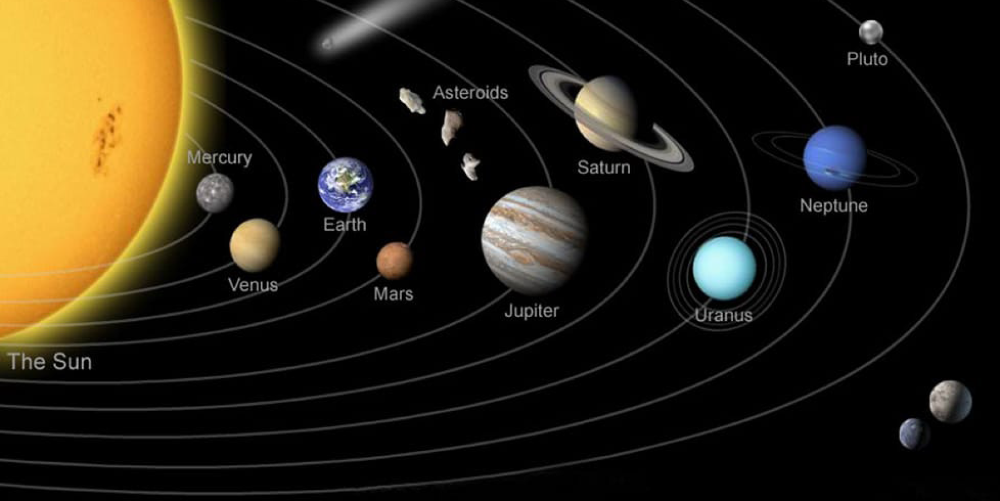 Pluto
Asteroids
Mercury
Saturn
Neptune
Earth
Venus
Mars
Jupiter
Uranus
The Sun